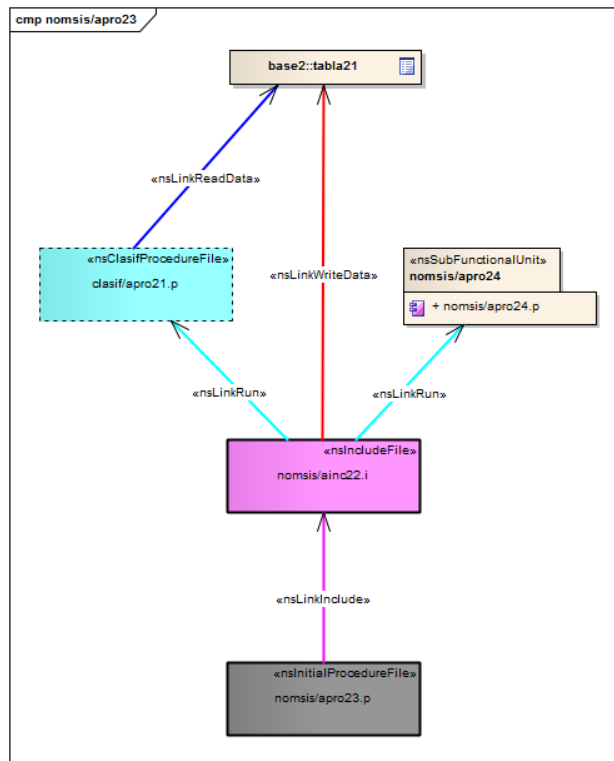 cmp nomsis/apro23
base2::tabla21
«nsLinkReadData»
«nsClasifProcedureFile»
clasif/apro21.p
«nsLinkWriteData»
«nsSubFunctionalUnit»
nomsis/apro24
+ nomsis/apro24.p
«nsLinkRun»
«nsLinkRun»
«nsIncludeFile»
nomsis/ainc22.i
«nsLinkInclude»
«nsInitialProcedureFile»
nomsis/apro23.p